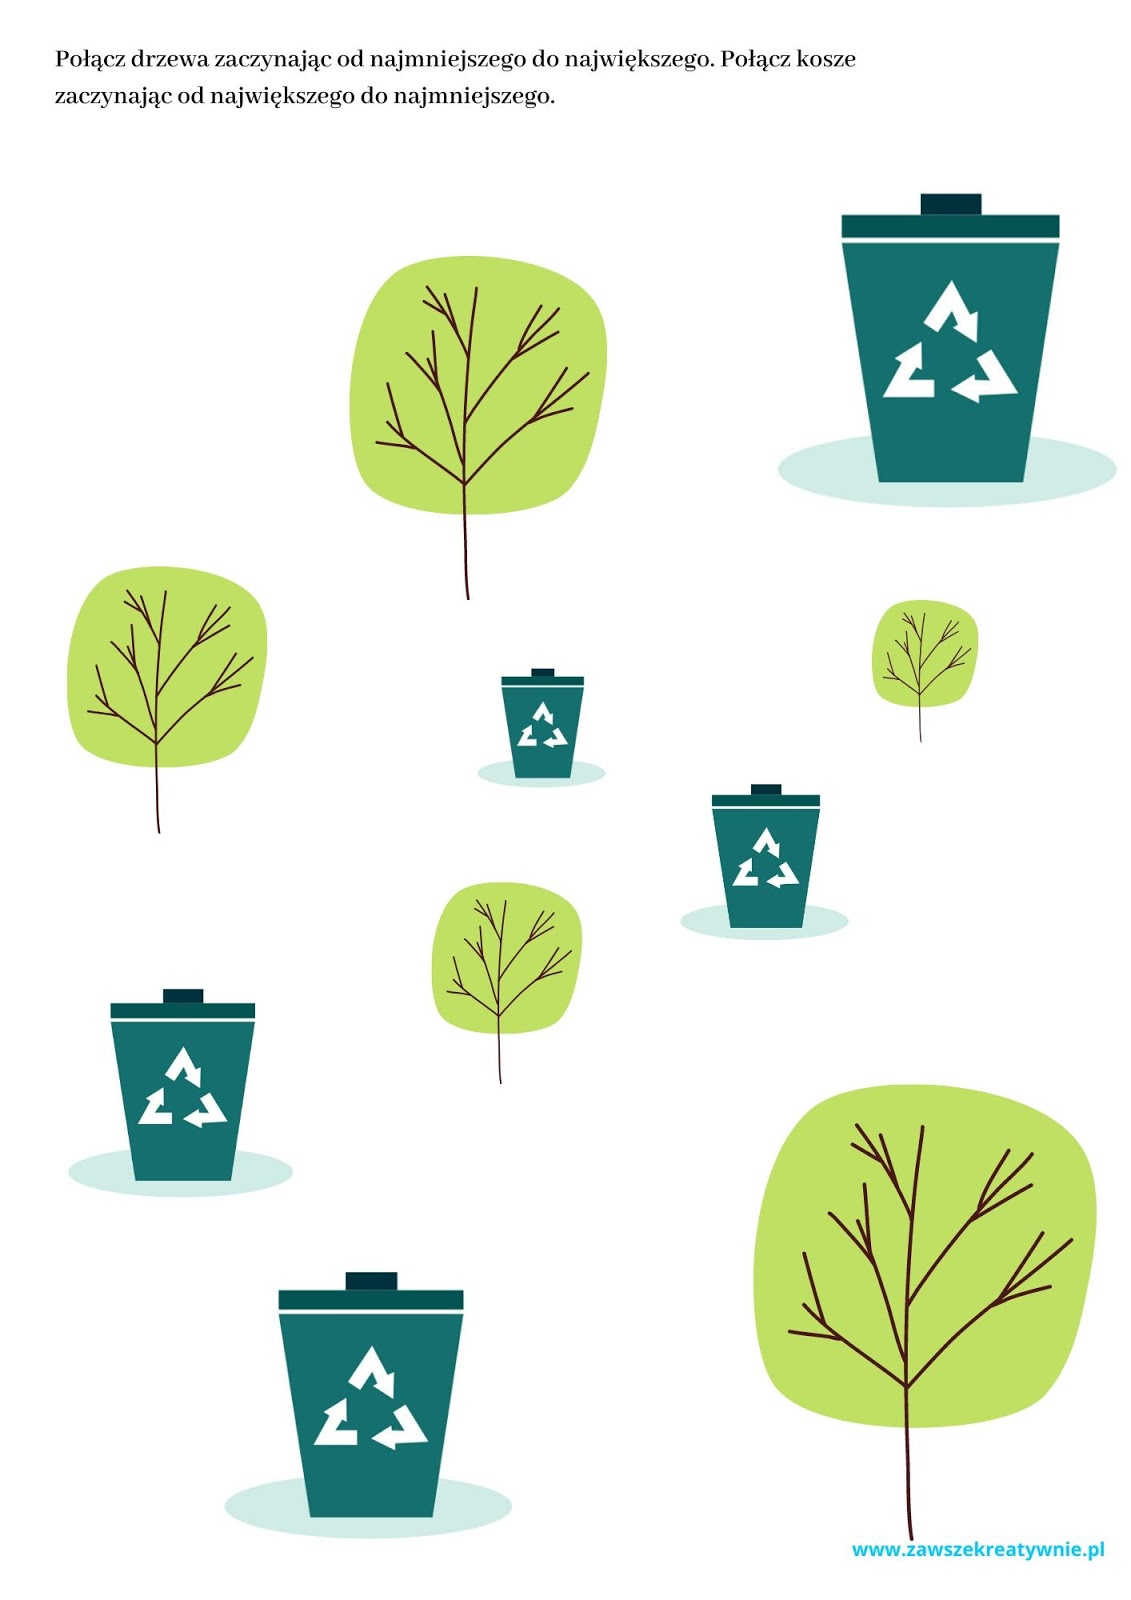 Połącz drzewa zaczynając od najmniejszego do największego. Połącz kosze
zaczynając od największego do najmniejszego.
www.zawszekreatywnie.pl